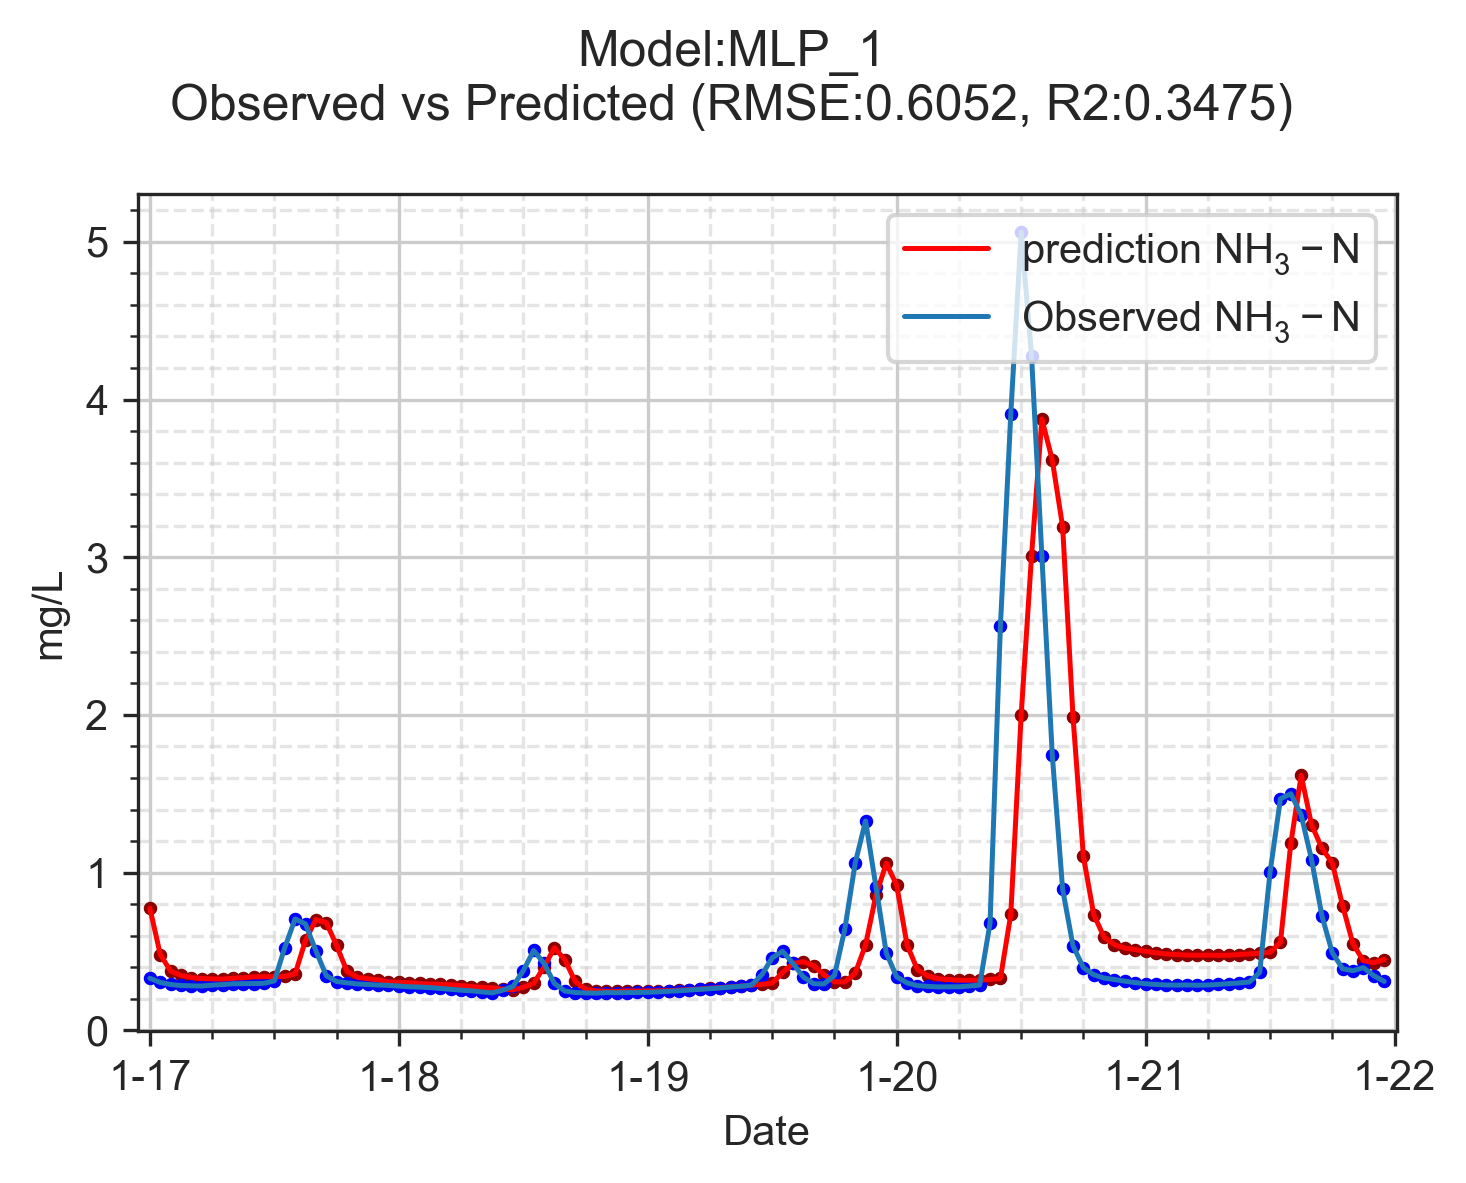 Model:MLP_1
Observed vs Predicted (RMSE:0.6052, R2:0.3475)
prediction NH₃ − N
Observed NH₃ − N
5
4
3
2
1
0
mg/L
1-17 1-18 1-19 1-20 1-21 1-22
Date